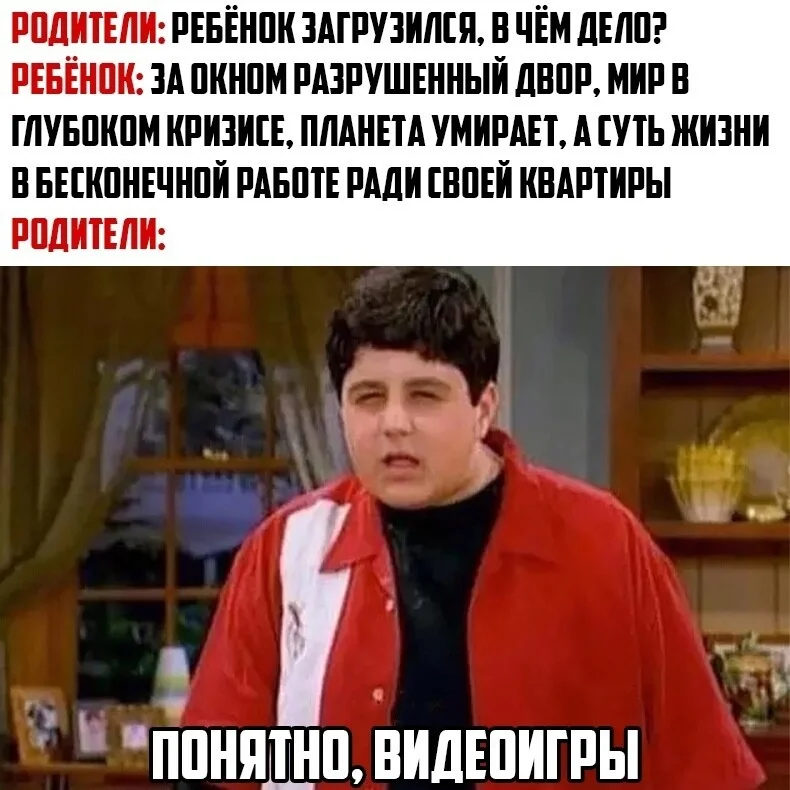 РОДИТЕЛИ: РЕБЁНОК ЗАГРУЗИЛСЯ, В ЧЁМ ДЕЛО?
РЕБЁНОК: ЗА ОКНОМ РАЗРУШЕННЫЙ ДВОР, МИР В
ГЛУБОКОМ КРИЗИСЕ, ПЛАНЕТА УМИРАЕТ, А СУТЬ ЖИЗНИ
В БЕСКОНЕЧНОЙ РАБОТЕ РАДИ СВОЕЙ КВАРТИРЫ
РОДИТЕЛИ:
ПОНЯТНО, ВИДЕОИГРЫ